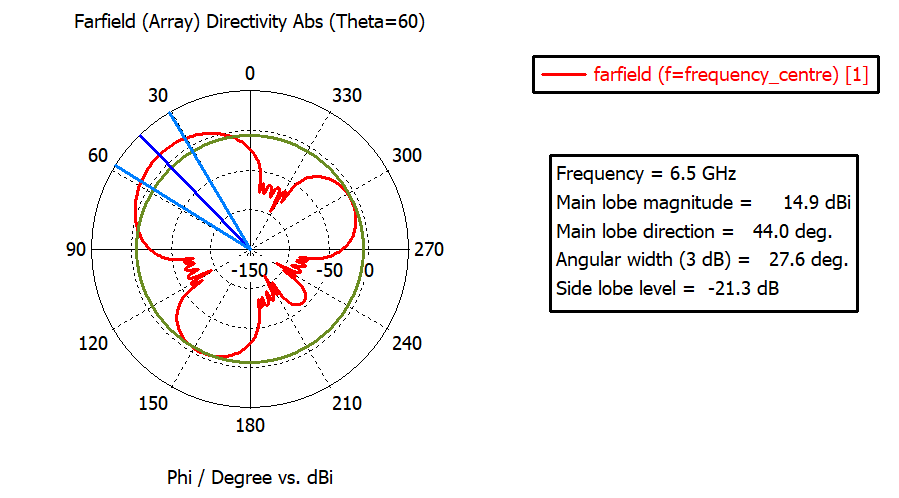 Farfield (Array) Directivity Abs (Theta=60)
farfield (f=frequency_centre) [1]
0
30
330
60
300
90
-150
-50
0
270
120
240
150
210
180
Frequency = 6.5 GHz
Main lobe magnitude = 14.9 dBi
Main lobe direction = 44.0 deg.
Angular width (3 dB) = 27.6 deg.
Side lobe level = -21.3 dB
Phi / Degree vs. dBi